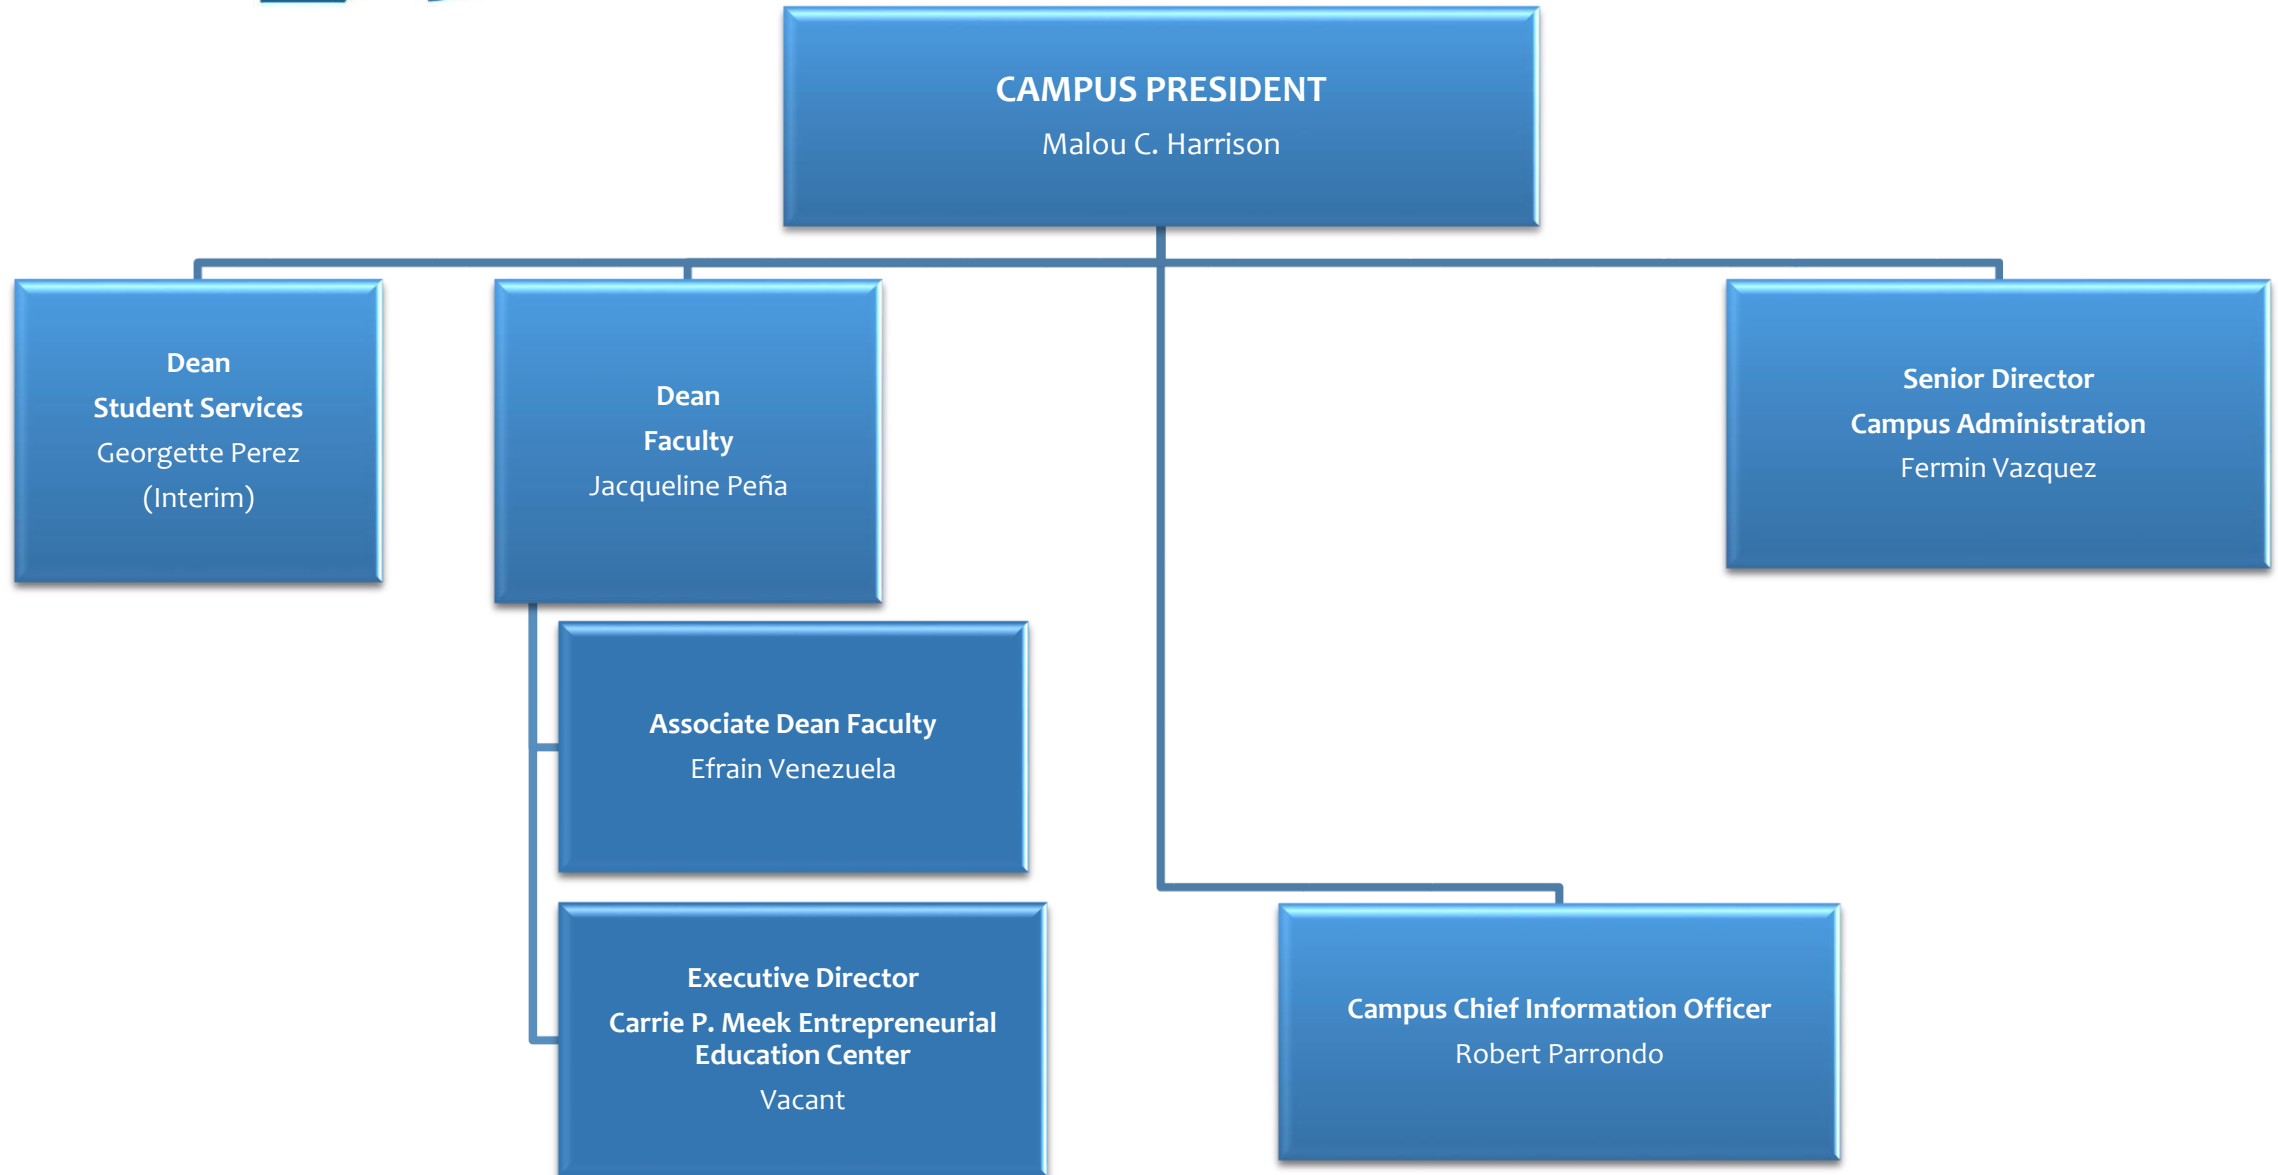 CAMPUS PRESIDENT
Malou C. Harrison
Dean
Student Services
Georgette Perez
(Interim)
Dean
Faculty
Jacqueline Peña
Senior Director
Campus Administration
Fermin Vazquez
Associate Dean Faculty
Efrain Venezuela
Executive Director
Carrie P. Meek Entrepreneurial
Education Center
Vacant
Campus Chief Information Officer
Robert Parrondo